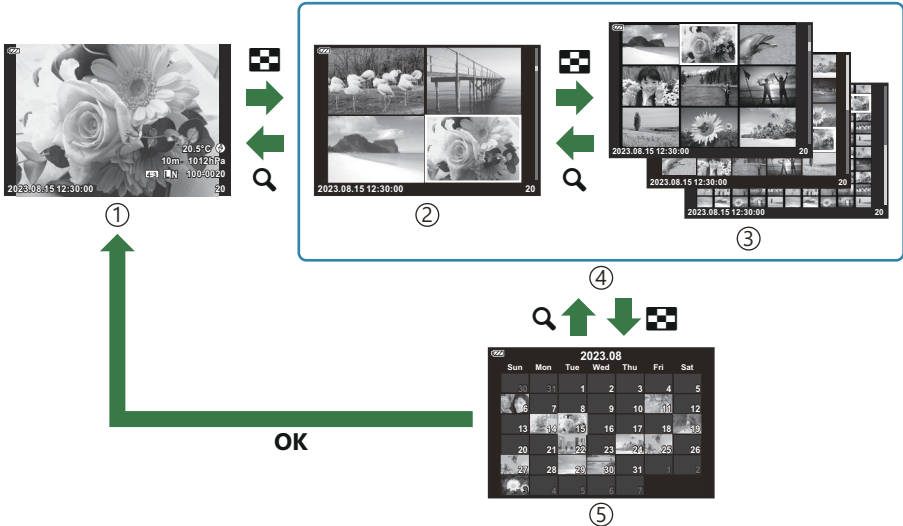 20.5°C
10m 1012hPa
4:3 LN 100-0020
2023.08.15 12:30:00 20
①
2023.08.15 12:30:00 20
②
2023.08.15 12:30:00 20
2023.08.15 12:30:00 20
2023.08.15 12:30:00 20
③
④
2023.08
Sun Mon Tue Wed Thu Fri Sat
30 31 1 2 3 4 5
6 7 8 9 10 11 12
13 14 15 16 17 18 19
20 21 22 23 24 25 26
27 28 29 30 31 1 2
3 4 5 6 7
OK
⑤